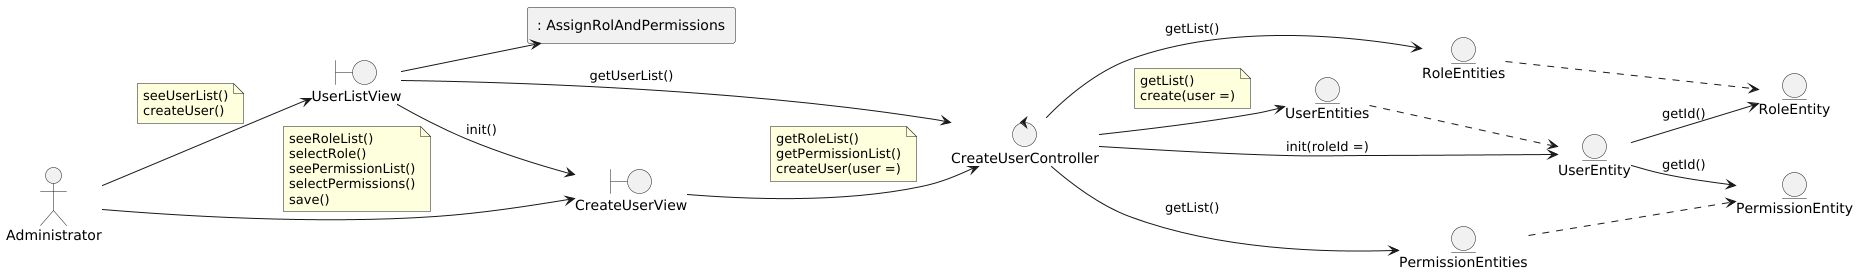 : AssignRolAndPermissions
getList()
RoleEntities
getUserList()
UserListView
seeUserList()
createUser()
getList()
create(user =)
UserEntities
RoleEntity
getId()
init()
seeRoleList()
selectRole()
seePermissionList()
selectPermissions()
save()
getRoleList()
getPermissionList()
createUser(user =)
CreateUserController
init(roleId =)
UserEntity
getId()
CreateUserView
getList()
PermissionEntity
Administrator
PermissionEntities